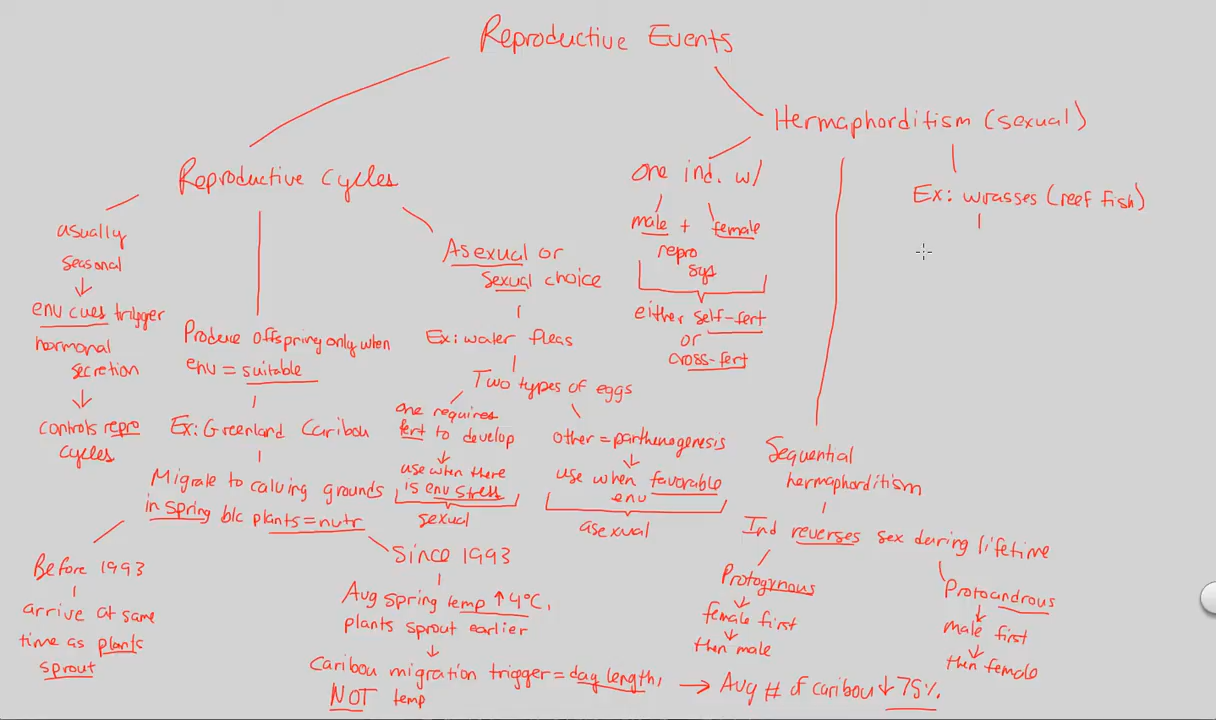 Reproductive Events
Reproductive cycles
usually
seasonal
env cues trigger
hormonal
secretion
controls repro
cycles
Produce offspring only when
env = suitable
Ex: Greenland Caribou
Migrate to calving grounds
in spring b/c plants = nutr
Before 1993
arrive at same
time as plants
sprout
Since 1993
Avg spring temp ↑ 4°C,
plants sprout earlier
Caribou migration trigger = day length,
NOT temp
→ Avg # of caribou ↓ 75%.
Asexual or
sexual choice
Ex: water fleas
Two types of eggs
one requires
fert to develop
use when there
is env stress
sexual
other = parthenogenesis
use when favorable
env
asexual
Hermaphorditism (sexual)
one ind. w/
male + female
repro
sys
either self-fert
or
cross-fert
Sequential
hermaphorditism
Ind reverses sex during lifetime
Protogynous
female first
then male
Protoandrous
male first
then female
Ex: wrasses (reef fish)